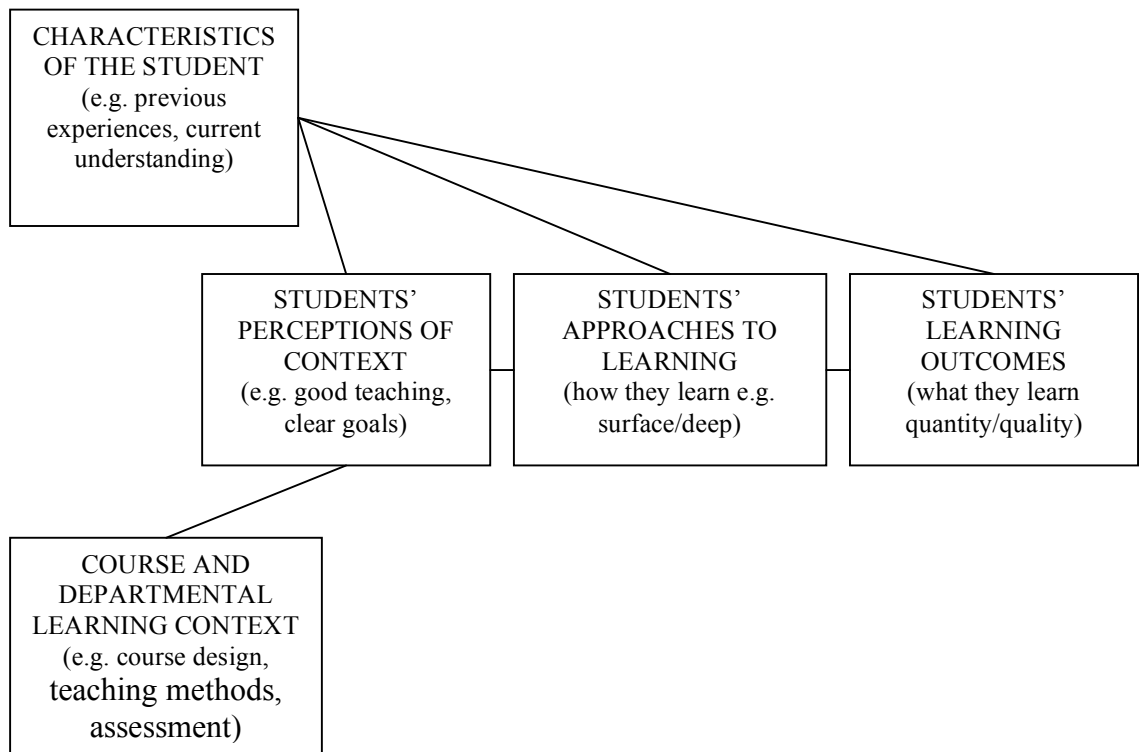 CHARACTERISTICS
OF THE STUDENT
(e.g. previous
experiences, current
understanding)
STUDENTS’
PERCEPTIONS OF
CONTEXT
(e.g. good teaching,
clear goals)
STUDENTS’
APPROACHES TO
LEARNING
(how they learn e.g.
surface/deep)
STUDENTS’
LEARNING
OUTCOMES
(what they learn
quantity/quality)
COURSE AND
DEPARTMENTAL
LEARNING CONTEXT
(e.g. course design,
teaching methods,
assessment)